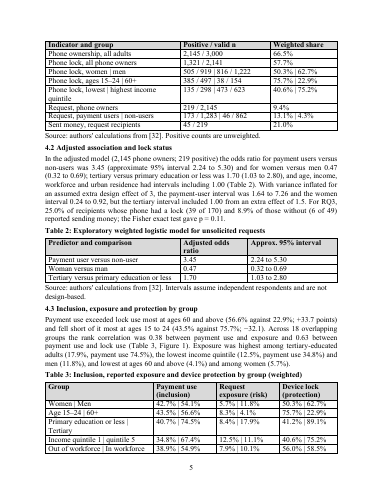 Indicator and group Positive / valid n Weighted share
Phone ownership, all adults 2,145 / 3,000 66.5%
Phone lock, all phone owners 1,321 / 2,141 57.7%
Phone lock, women | men 505 / 919 | 816 / 1,222 50.3% | 62.7%
Phone lock, ages 15–24 | 60+ 385 / 497 | 38 / 154 75.7% | 22.9%
Phone lock, lowest | highest income 135 / 298 | 473 / 623 40.6% | 75.2%
quintile
Request, phone owners 219 / 2,145 9.4%
Request, payment users | non-users 173 / 1,283 | 46 / 862 13.1% | 4.3%
Sent money, request recipients 45 / 219 21.0%
Source: authors' calculations from [32]. Positive counts are unweighted.
4.2 Adjusted association and lock status
In the adjusted model (2,145 phone owners; 219 positive) the odds ratio for payment users versus
non-users was 3.45 (approximate 95% interval 2.24 to 5.30) and for women versus men 0.47
(0.32 to 0.69); tertiary versus primary education or less was 1.70 (1.03 to 2.80), and age, income,
workforce and urban residence had intervals including 1.00 (Table 2). With variance inflated for
an assumed extra design effect of 3, the payment-user interval was 1.64 to 7.26 and the women
interval 0.24 to 0.92, but the tertiary interval included 1.00 from an extra effect of 1.5. For RQ3,
25.0% of recipients whose phone had a lock (39 of 170) and 8.9% of those without (6 of 49)
reported sending money; the Fisher exact test gave p = 0.11.
Table 2: Exploratory weighted logistic model for unsolicited requests
Predictor and comparison Adjusted odds Approx. 95% interval
ratio
Payment user versus non-user 3.45 2.24 to 5.30
Woman versus man 0.47 0.32 to 0.69
Tertiary versus primary education or less 1.70 1.03 to 2.80
Source: authors' calculations from [32]. Intervals assume independent respondents and are not
design-based.
4.3 Inclusion, exposure and protection by group
Payment use exceeded lock use most at ages 60 and over (56.6% against 22.9%; +33.7 points)
and fell short of it most at ages 15 to 24 (43.5% against 75.7%; −32.1). Across 18 overlapping
groups the rank correlation was 0.38 between payment use and exposure and 0.63 between
payment use and lock use (Table 3, Figure 1). Exposure was highest among tertiary-educated
adults (17.9%, payment use 74.5%), the lowest income quintile (12.5%, payment use 34.8%) and
men (11.8%), and lowest at ages 60 and over (4.1%) and among women (5.7%).
Table 3: Inclusion, reported exposure and device protection by group (weighted)
Group Payment use Request Device lock
(inclusion) exposure (risk) (protection)
Women | Men 42.7% | 54.1% 5.7% | 11.8% 50.3% | 62.7%
Age 15–24 | 60+ 43.5% | 56.6% 8.3% | 4.1% 75.7% | 22.9%
Primary education or less | 40.7% | 74.5% 8.4% | 17.9% 41.2% | 89.1%
Tertiary
Income quintile 1 | quintile 5 34.8% | 67.4% 12.5% | 11.1% 40.6% | 75.2%
Out of workforce | In workforce 38.9% | 54.9% 7.9% | 10.1% 56.0% | 58.5%
5